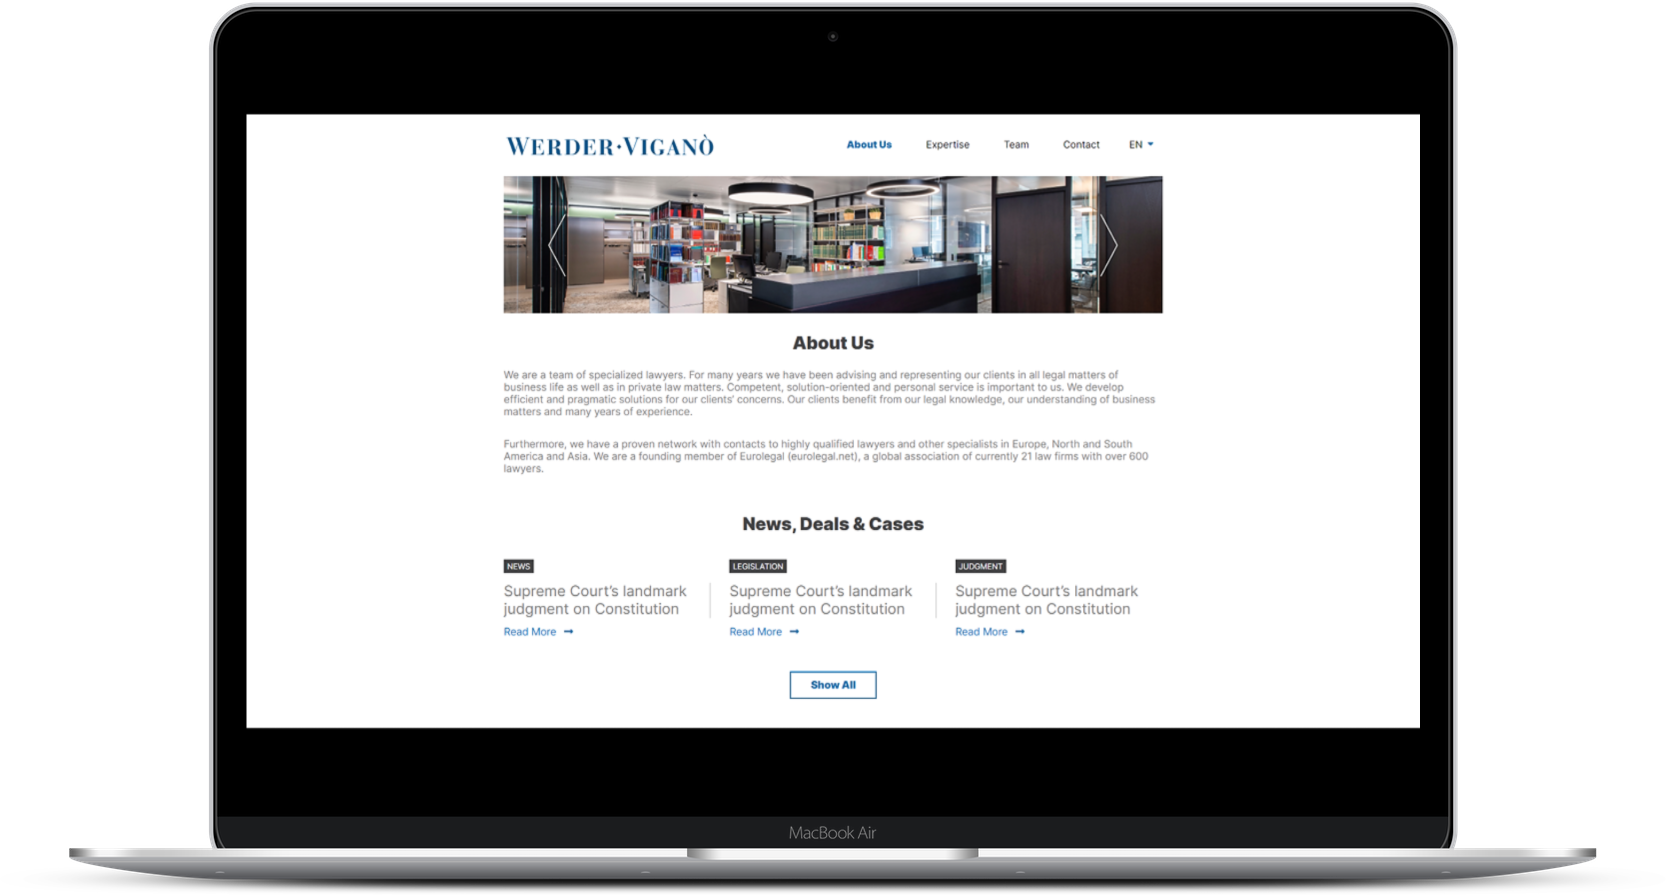 WERDER·VIGANÒ
About Us Expertise Team Contact EN
About Us
We are a team of specialized lawyers. For many years we have been advising and representing our clients in all legal matters of
business life as well as in private law matters. Competent, solution-oriented and personal service is important to us. We develop
efficient and pragmatic solutions for our clients’ concerns. Our clients benefit from our legal knowledge, our understanding of business
matters and many years of experience.
Furthermore, we have a proven network with contacts to highly qualified lawyers and other specialists in Europe, North and South
America and Asia. We are a founding member of Eurolegal (eurolegal.net), a global association of currently 21 law firms with over 600
lawyers.
News, Deals & Cases
NEWS
Supreme Court’s landmark
judgment on Constitution
Read More
LEGISLATION
Supreme Court’s landmark
judgment on Constitution
Read More
JUDGMENT
Supreme Court’s landmark
judgment on Constitution
Read More
Show All
MacBook Air